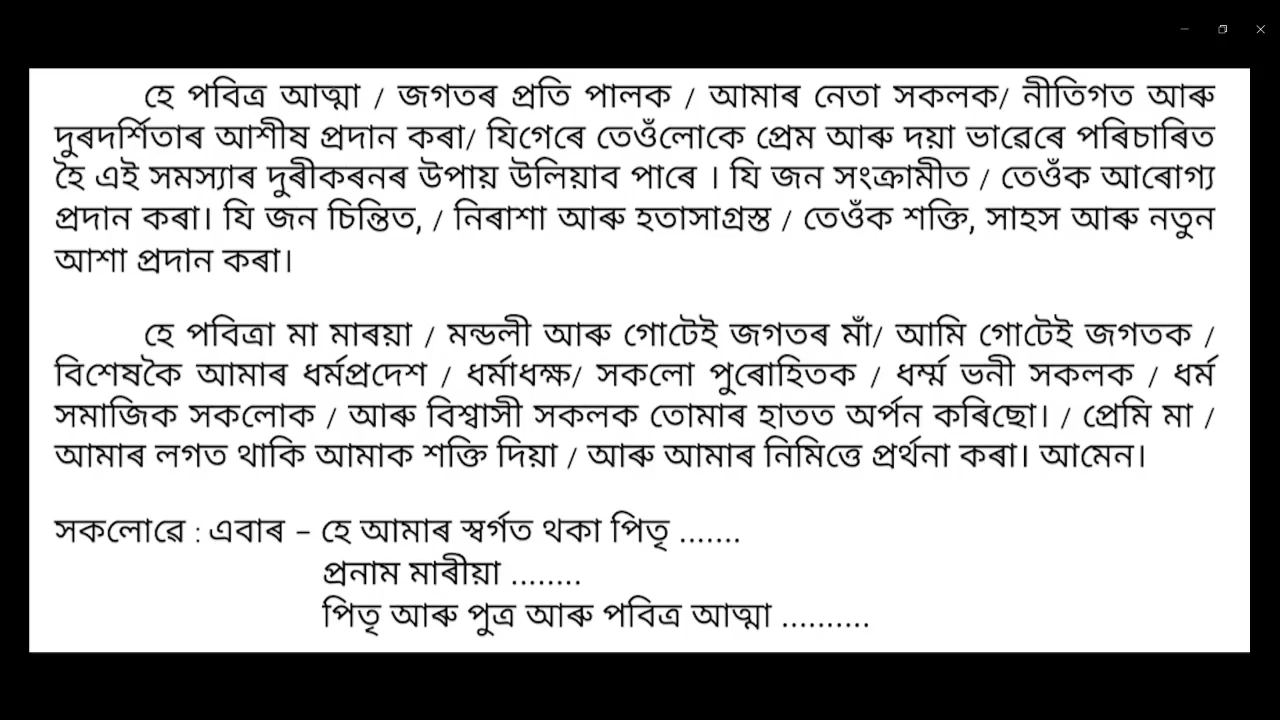 হে পবিত্ৰ আত্মা / জগতৰ প্ৰতি পালক / আমাৰ নেতা সকলক/ নীতিগত আৰু
দুৰদৰ্শিতাৰ আশীষ প্ৰদান কৰা/ যিগেৰে তেওঁলোকে প্ৰেম আৰু দয়া ভাৱেৰে পৰিচাৰিত
হৈ এই সমস্যাৰ দুৰীকৰনৰ উপায় উলিয়াব পাৰে । যি জন সংক্ৰামীত / তেওঁক আৰোগ্য
প্ৰদান কৰা। যি জন চিন্তিত, / নিৰাশা আৰু হতাসাগ্ৰস্ত / তেওঁক শক্তি, সাহস আৰু নতুন
আশা প্ৰদান কৰা।
হে পবিত্ৰা মা মাৰয়া / মন্ডলী আৰু গোটেই জগতৰ মাঁ/ আমি গোটেই জগতক /
বিশেষকৈ আমাৰ ধৰ্মপ্ৰদেশ / ধৰ্মাধক্ষ/ সকলো পুৰোহিতক / ধৰ্ম্ম ভনী সকলক / ধৰ্ম
সমাজিক সকলোক / আৰু বিশ্বাসী সকলক তোমাৰ হাতত অৰ্পন কৰিছো। / প্ৰেমি মা /
আমাৰ লগত থাকি আমাক শক্তি দিয়া / আৰু আমাৰ নিমিত্তে প্ৰৰ্থনা কৰা। আমেন।
সকলোৱে : এবাৰ – হে আমাৰ স্বৰ্গত থকা পিতৃ .......
প্ৰনাম মাৰীয়া ........
পিতৃ আৰু পুত্ৰ আৰু পবিত্ৰ আত্মা ..........